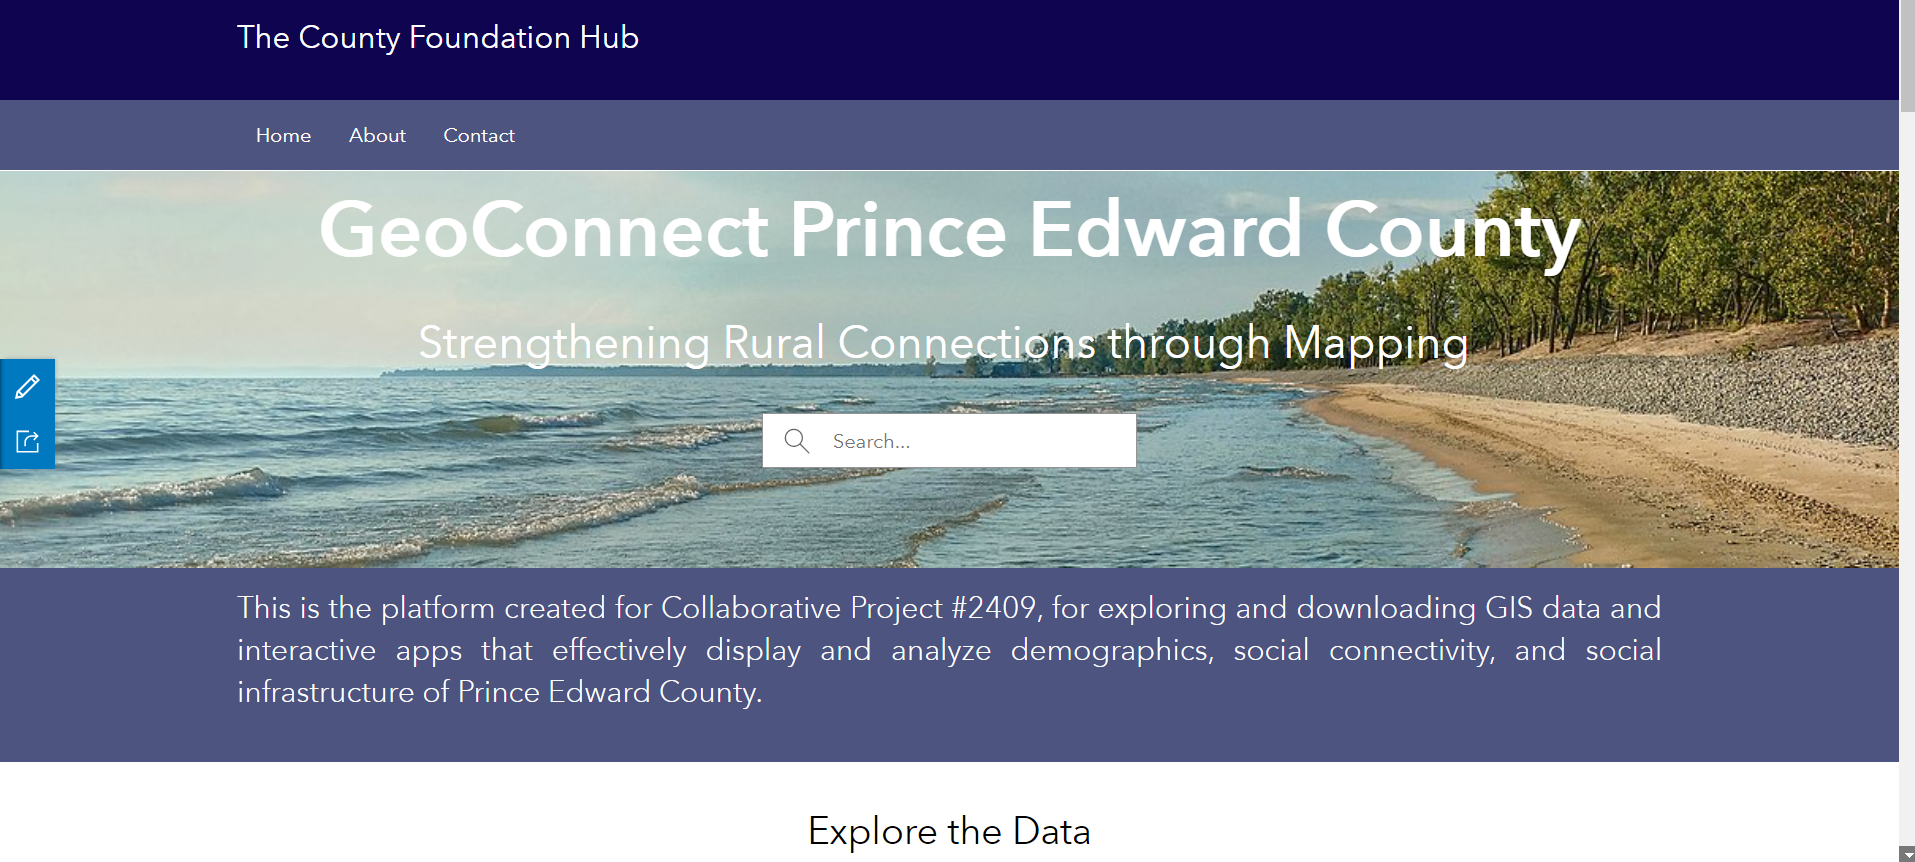 The County Foundation Hub
Home About Contact
GeoConnect Prince Edward County
Strengthening Rural Connections through Mapping
Search...
This is the platform created for Collaborative Project #2409, for exploring and downloading GIS data and
interactive apps that effectively display and analyze demographics, social connectivity, and social
infrastructure of Prince Edward County.
Explore the Data